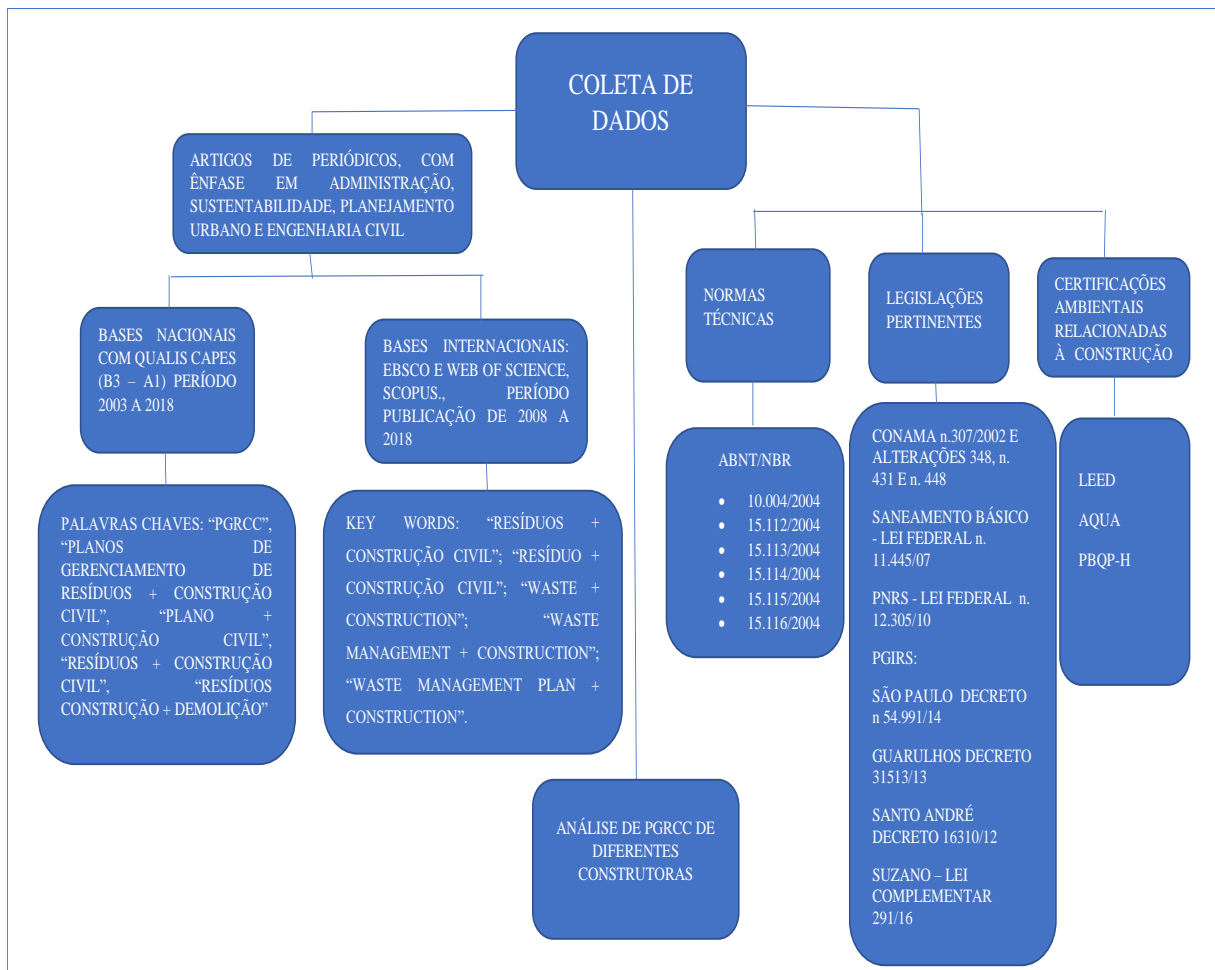 COLETA DE
DADOS
ARTIGOS DE PERIÓDICOS, COM
ÊNFASE EM ADMINISTRAÇÃO,
SUSTENTABILIDADE, PLANEJAMENTO
URBANO E ENGENHARIA CIVIL
BASES NACIONAIS
COM QUALIS CAPES
(B3 – A1) PERÍODO
2003 A 2018
BASES INTERNACIONAIS:
EBSCO E WEB OF SCIENCE,
SCOPUS., PERÍODO
PUBLICAÇÃO DE 2008 A
2018
PALAVRAS CHAVES: “PGRCC”,
“PLANOS DE
GERENCIAMENTO DE
RESÍDUOS + CONSTRUÇÃO
CIVIL”, “PLANO +
CONSTRUÇÃO CIVIL”,
“RESÍDUOS + CONSTRUÇÃO
CIVIL”, “RESÍDUOS
CONSTRUÇÃO + DEMOLIÇÃO”
KEY WORDS: “RESÍDUOS +
CONSTRUÇÃO CIVIL”; “RESÍDUO +
CONSTRUÇÃO CIVIL”; “WASTE +
CONSTRUCTION”; “WASTE
MANAGEMENT + CONSTRUCTION”;
“WASTE MANAGEMENT PLAN +
CONSTRUCTION”.
ANÁLISE DE PGRCC DE
DIFERENTES
CONSTRUTORAS
NORMAS
TÉCNICAS
ABNT/NBR
• 10.004/2004
• 15.112/2004
• 15.113/2004
• 15.114/2004
• 15.115/2004
• 15.116/2004
LEGISLAÇÕES
PERTINENTES
CONAMA n.307/2002 E
ALTERAÇÕES 348, n.
431 E n. 448
SANEAMENTO BÁSICO
- LEI FEDERAL n.
11.445/07
PNRS - LEI FEDERAL n.
12.305/10
PGIRS:
SÃO PAULO DECRETO
n 54.991/14
GUARULHOS DECRETO
31513/13
SANTO ANDRÉ
DECRETO 16310/12
SUZANO – LEI
COMPLEMENTAR
291/16
CERTIFICAÇÕES
AMBIENTAIS
RELACIONADAS
À CONSTRUÇÃO
LEED
AQUA
PBQP-H